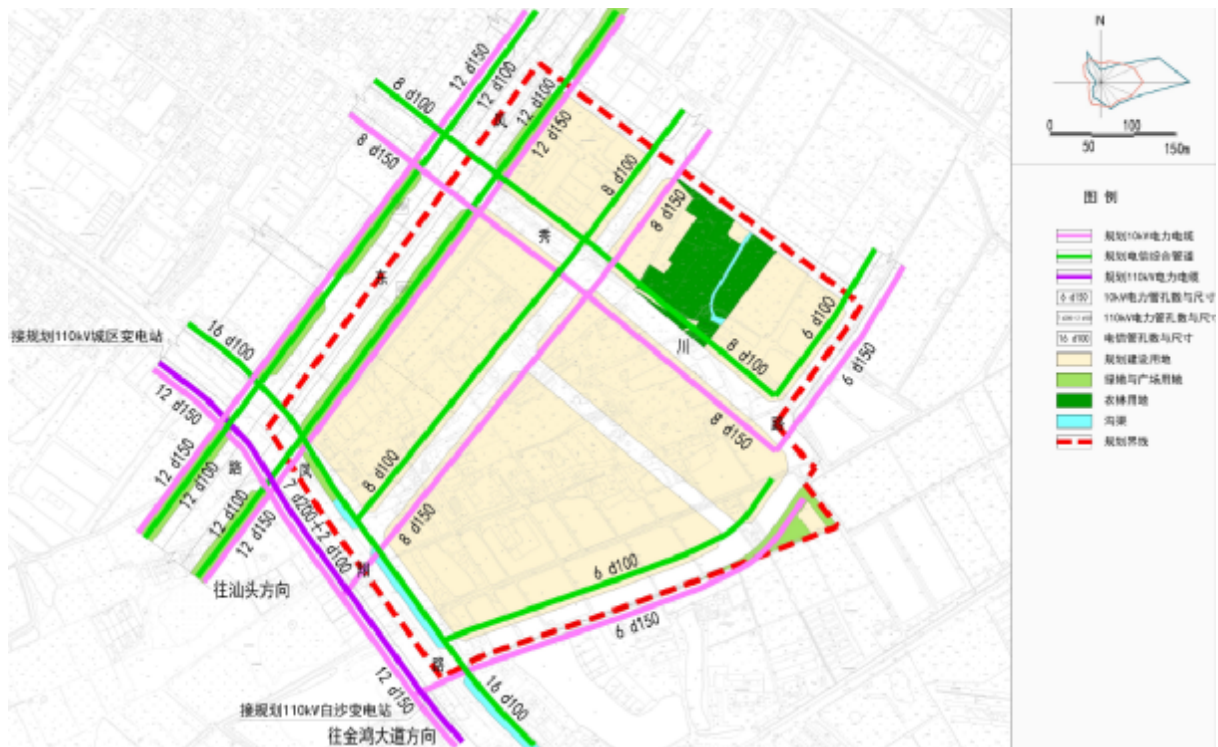 N
0
100
50
150m
图 例
规划10kV电力电缆
规划电信综合管道
规划110kV电力电缆
6 d150
10kV电力管孔数与尺寸
110kV电力管孔数与尺寸
16 d100
电信管孔数与尺寸
规划建设用地
绿地与广场用地
农林用地
沟渠
规划界线
12 d150
12 d100
8 d100
12 d100
12 d150
8 d150
8 d100
8 d150
秀
东
川
6 d100
8 d100
6 d150
16 d100
接规划110kV城区变电站
12 d150
8 d150
12 d150
12 d100
路
7 d200+2 d100
8 d100
12 d100
12 d150
8 d150
6 d100
往汕头方向
6 d150
路
12 d150
16 d100
接规划110kV白沙变电站
往金鸿大道方向